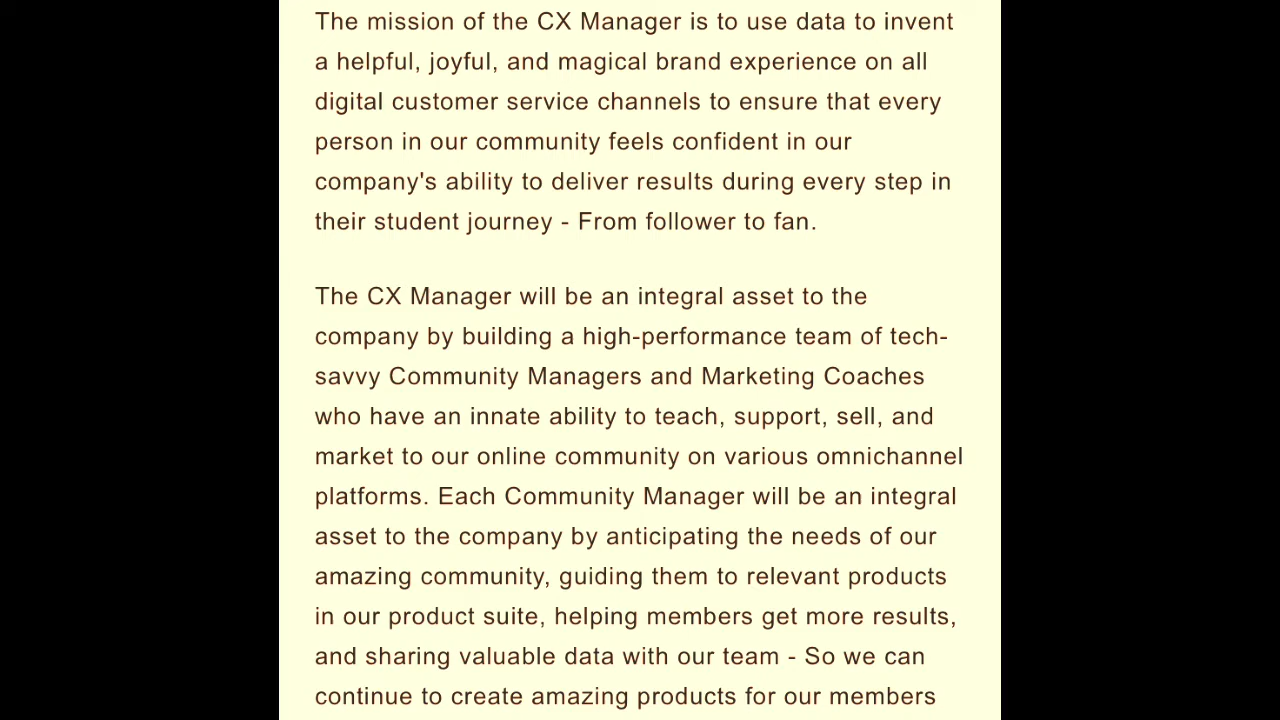 The mission of the CX Manager is to use data to invent
a helpful, joyful, and magical brand experience on all
digital customer service channels to ensure that every
person in our community feels confident in our
company's ability to deliver results during every step in
their student journey - From follower to fan.
The CX Manager will be an integral asset to the
company by building a high-performance team of tech-
savvy Community Managers and Marketing Coaches
who have an innate ability to teach, support, sell, and
market to our online community on various omnichannel
platforms. Each Community Manager will be an integral
asset to the company by anticipating the needs of our
amazing community, guiding them to relevant products
in our product suite, helping members get more results,
and sharing valuable data with our team - So we can
continue to create amazing products for our members